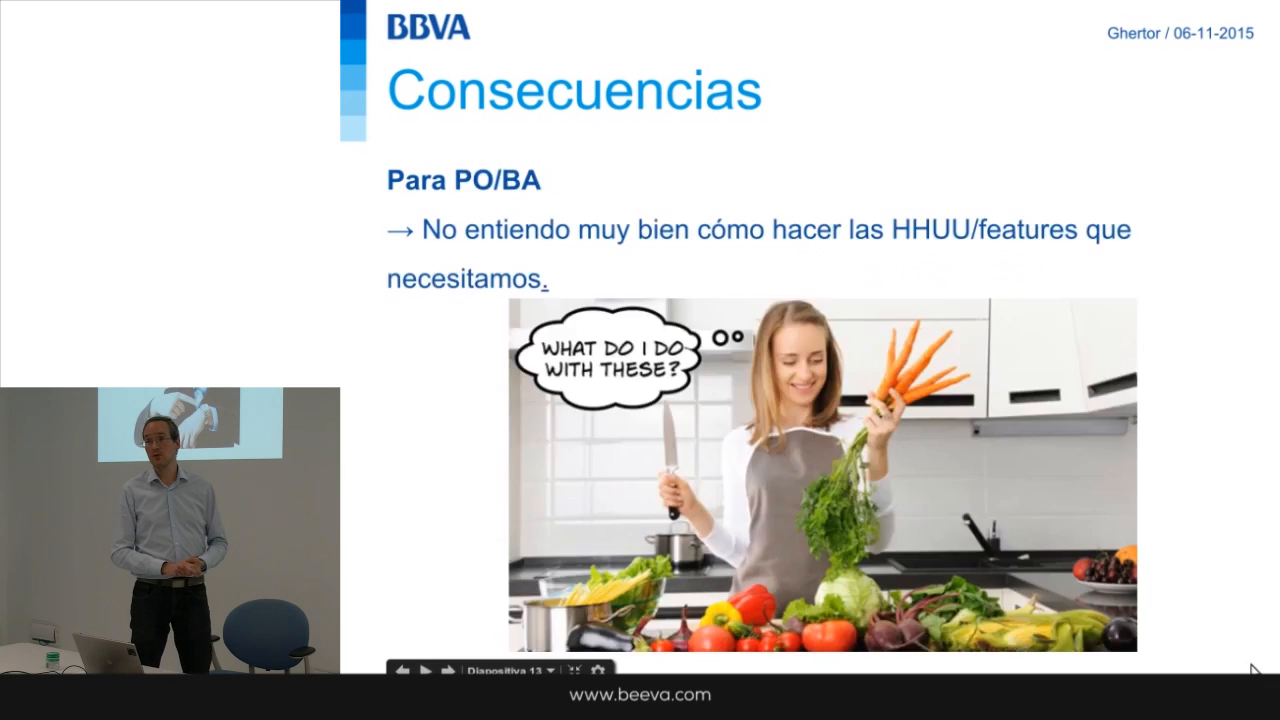 BBVA
Ghertor / 06-11-2015
Consecuencias
Para PO/BA
→ No entiendo muy bien cómo hacer las HHUU/features que
necesitamos.
WHAT DO I DO
WITH THESE?
Diapositiva 13
www.beeva.com